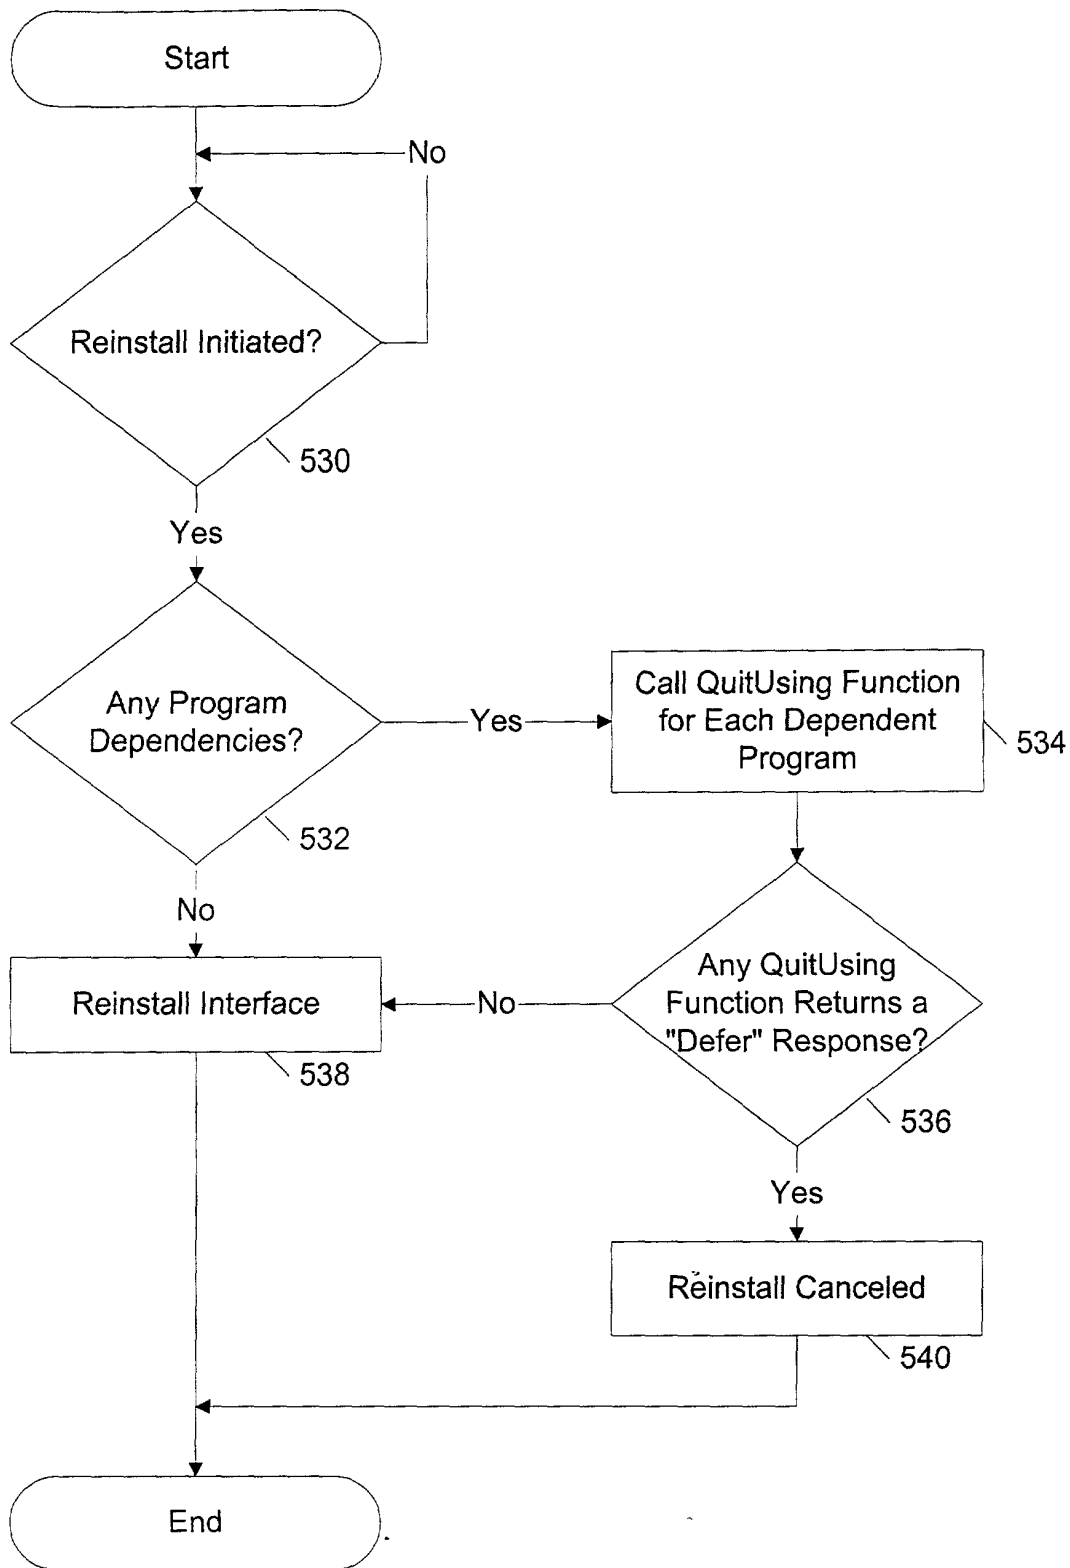 Start
No
Reinstall Initiated?
530
Yes
Any Program
Dependencies?
532
Yes
Call QuitUsing Function
for Each Dependent
Program
534
No
Reinstall Interface
538
No
Any QuitUsing
Function Returns a
"Defer" Response?
536
Yes
Reinstall Canceled
540
End